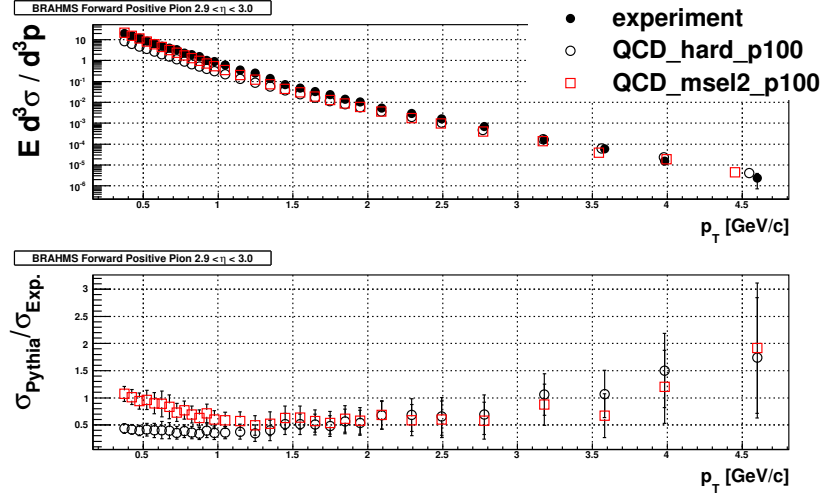 BRAHMS Forward Positive Pion 2.9 < η < 3.0
experiment
QCD_hard_p100
QCD_msel2_p100
E d³σ / d³p
10
1
10⁻¹
10⁻²
10⁻³
10⁻⁴
10⁻⁵
10⁻⁶
0.5 1 1.5 2 2.5 3 3.5 4 4.5
p_T [GeV/c]
BRAHMS Forward Positive Pion 2.9 < η < 3.0
σ_Pythia/σ_Exp.
3
2.5
2
1.5
1
0.5
0.5 1 1.5 2 2.5 3 3.5 4 4.5
p_T [GeV/c]